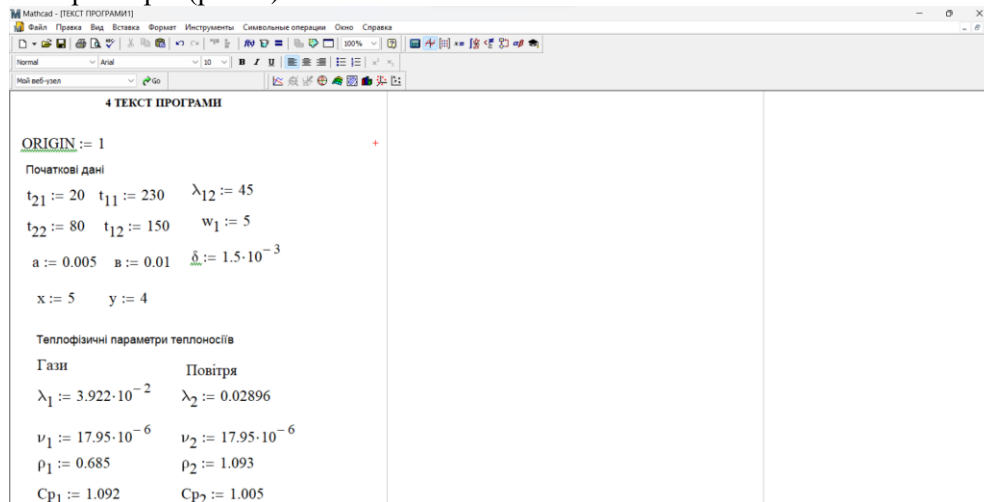 Mathcad - [ТЕКСТ ПРОГРАМИ1]
Файл Правка Вид Вставка Формат Инструменты Символьные операции Окно Справка
100%
Normal Arial 10 B I U
Мой веб-узел Go
4 ТЕКСТ ПРОГРАМИ
ORIGIN := 1
Початкові дані
t21 := 20 t11 := 230 λ12 := 45
t22 := 80 t12 := 150 w1 := 5
a := 0.005 в := 0.01 δ := 1.5·10^-3
x := 5 y := 4
Теплофізичні параметри теплоносіїв
Гази Повітря
λ1 := 3.922·10^-2 λ2 := 0.02896
ν1 := 17.95·10^-6 ν2 := 17.95·10^-6
ρ1 := 0.685 ρ2 := 1.093
Cp1 := 1.092 Cp2 := 1.005